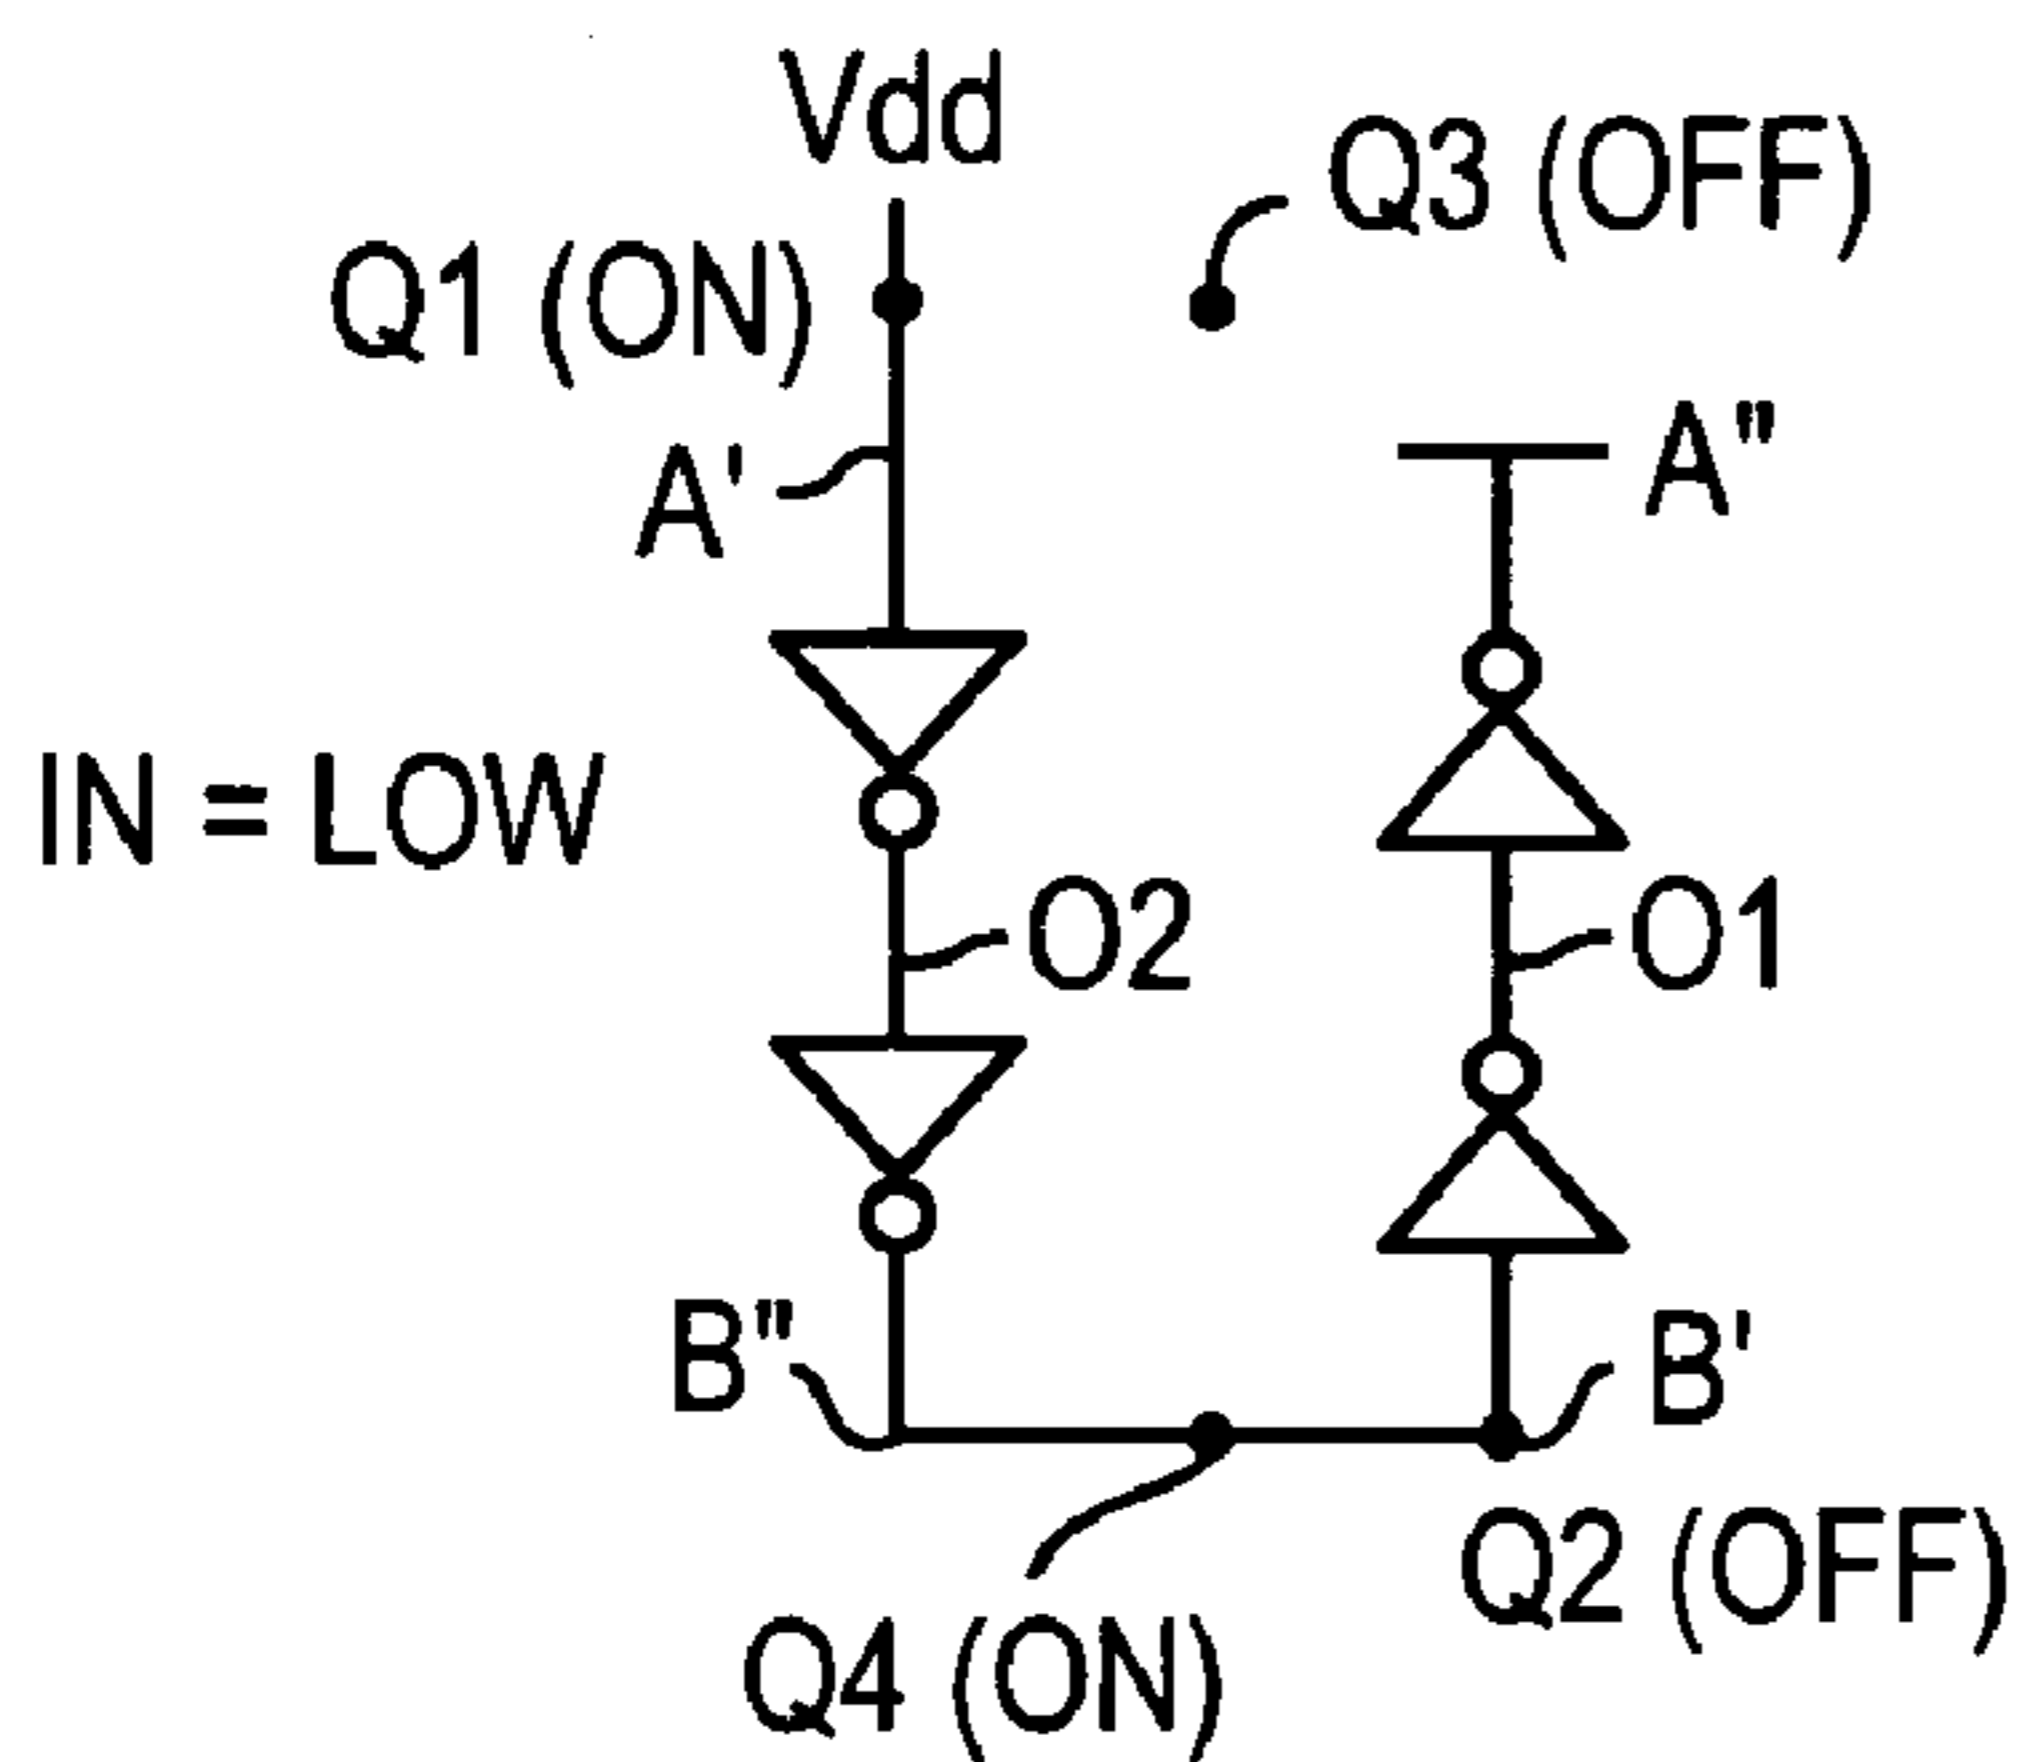 Vdd
Q3 (OFF)
Q1 (ON)
A'
A"
IN = LOW
O2
O1
B"
B'
Q2 (OFF)
Q4 (ON)